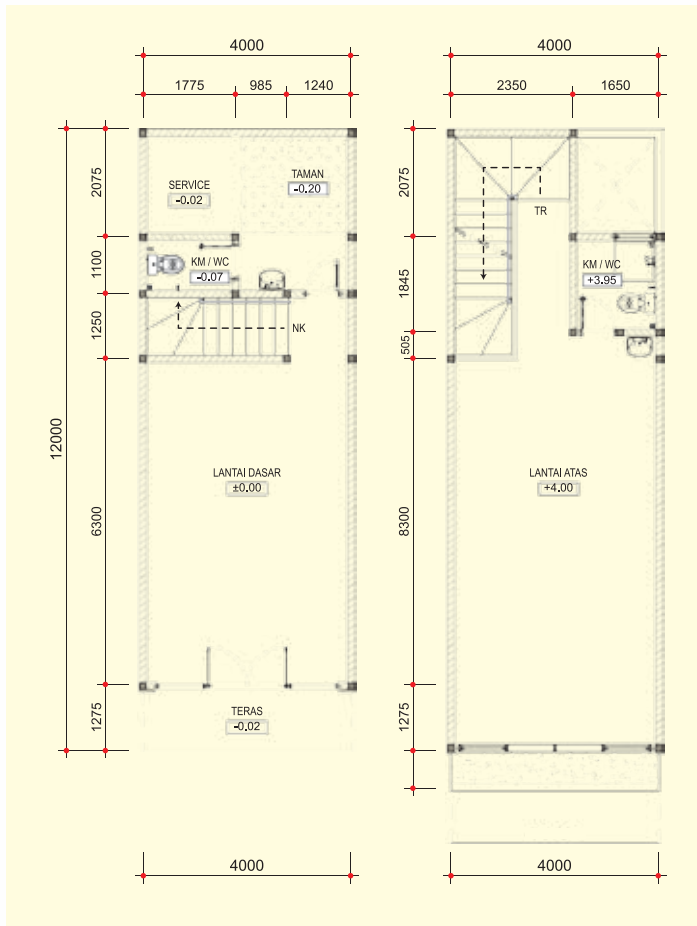 4000
1775 985 1240
12000
2075
1100
1250
6300
1275
SERVICE
-0.02
TAMAN
-0.20
KM / WC
-0.07
NK
LANTAI DASAR
±0.00
TERAS
-0.02
4000
4000
2350 1650
2075
1845
505
8300
1275
TR
KM / WC
+3.95
LANTAI ATAS
+4.00
4000